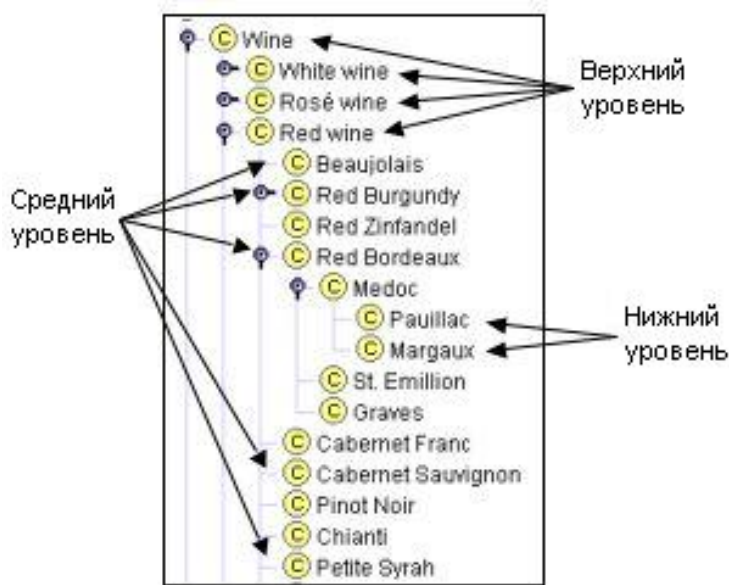 C Wine
C White wine
C Rosé wine
C Red wine
C Beaujolais
C Red Burgundy
C Red Zinfandel
C Red Bordeaux
C Medoc
C Pauillac
C Margaux
C St. Emillion
C Graves
C Cabernet Franc
C Cabernet Sauvignon
C Pinot Noir
C Chianti
C Petite Syrah
Верхний
уровень
Средний
уровень
Нижний
уровень